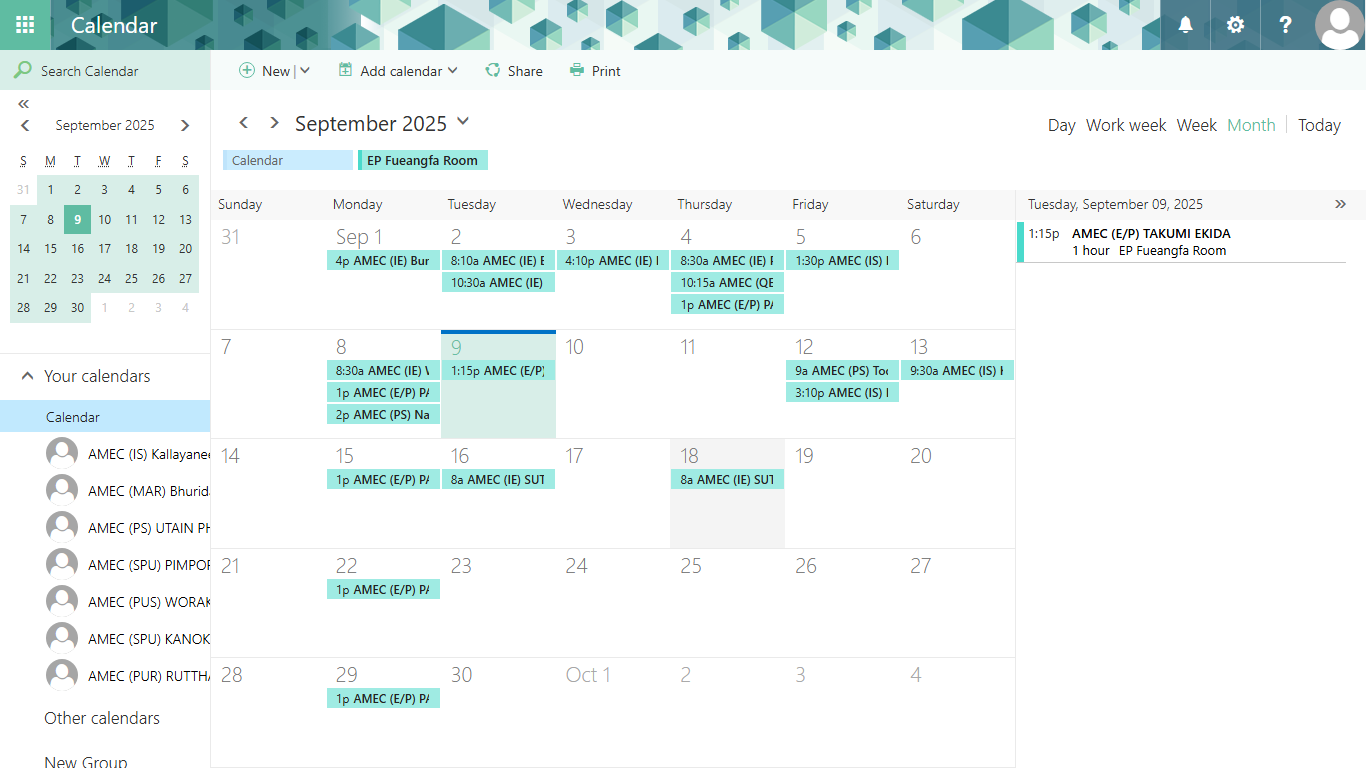 Calendar
Search Calendar
New
Add calendar
Share
Print
September 2025
S M T W T F S
31 1 2 3 4 5 6
7 8 9 10 11 12 13
14 15 16 17 18 19 20
21 22 23 24 25 26 27
28 29 30 1 2 3 4
Your calendars
Calendar
AMEC (IS) Kallayanee
AMEC (MAR) Bhurid
AMEC (PS) UTAIN PH
AMEC (SPU) PIMPOR
AMEC (PUS) WORAK
AMEC (SPU) KANOK
AMEC (PUR) RUTTHA
Other calendars
New Group
September 2025
Day Work week Week Month Today
Calendar
EP Fueangfa Room
Sunday Monday Tuesday Wednesday Thursday Friday Saturday
31 Sep 1 2 3 4 5 6
4p AMEC (IE) Bur
8:10a AMEC (IE) E
4:10p AMEC (IE)
8:30a AMEC (IE)
1:30p AMEC (IS)
10:30a AMEC (IE)
10:15a AMEC (QE
1p AMEC (E/P) PA
7 8 9 10 11 12 13
8:30a AMEC (IE)
1:15p AMEC (E/P)
9a AMEC (PS) Too
9:30a AMEC (IS)
1p AMEC (E/P) PA
3:10p AMEC (IS)
2p AMEC (PS) Na
14 15 16 17 18 19 20
1p AMEC (E/P) PA
8a AMEC (IE) SUT
8a AMEC (IE) SUT
21 22 23 24 25 26 27
1p AMEC (E/P) PA
28 29 30 Oct 1 2 3 4
1p AMEC (E/P) PA
Tuesday, September 09, 2025
1:15p AMEC (E/P) TAKUMI EKIDA
1 hour EP Fueangfa Room